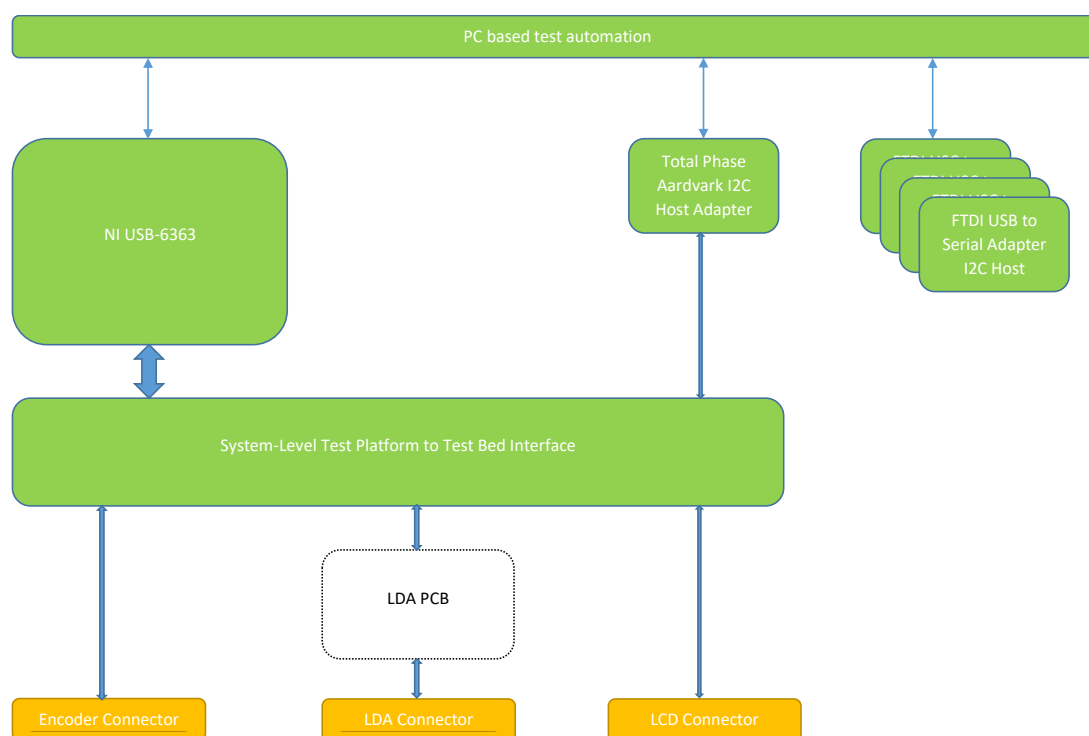 PC based test automation
NI USB-6363
Total Phase
Aardvark I2C
Host Adapter
FTDI USB to
Serial Adapter
I2C Host
System-Level Test Platform to Test Bed Interface
LDA PCB
Encoder Connector
LDA Connector
LCD Connector